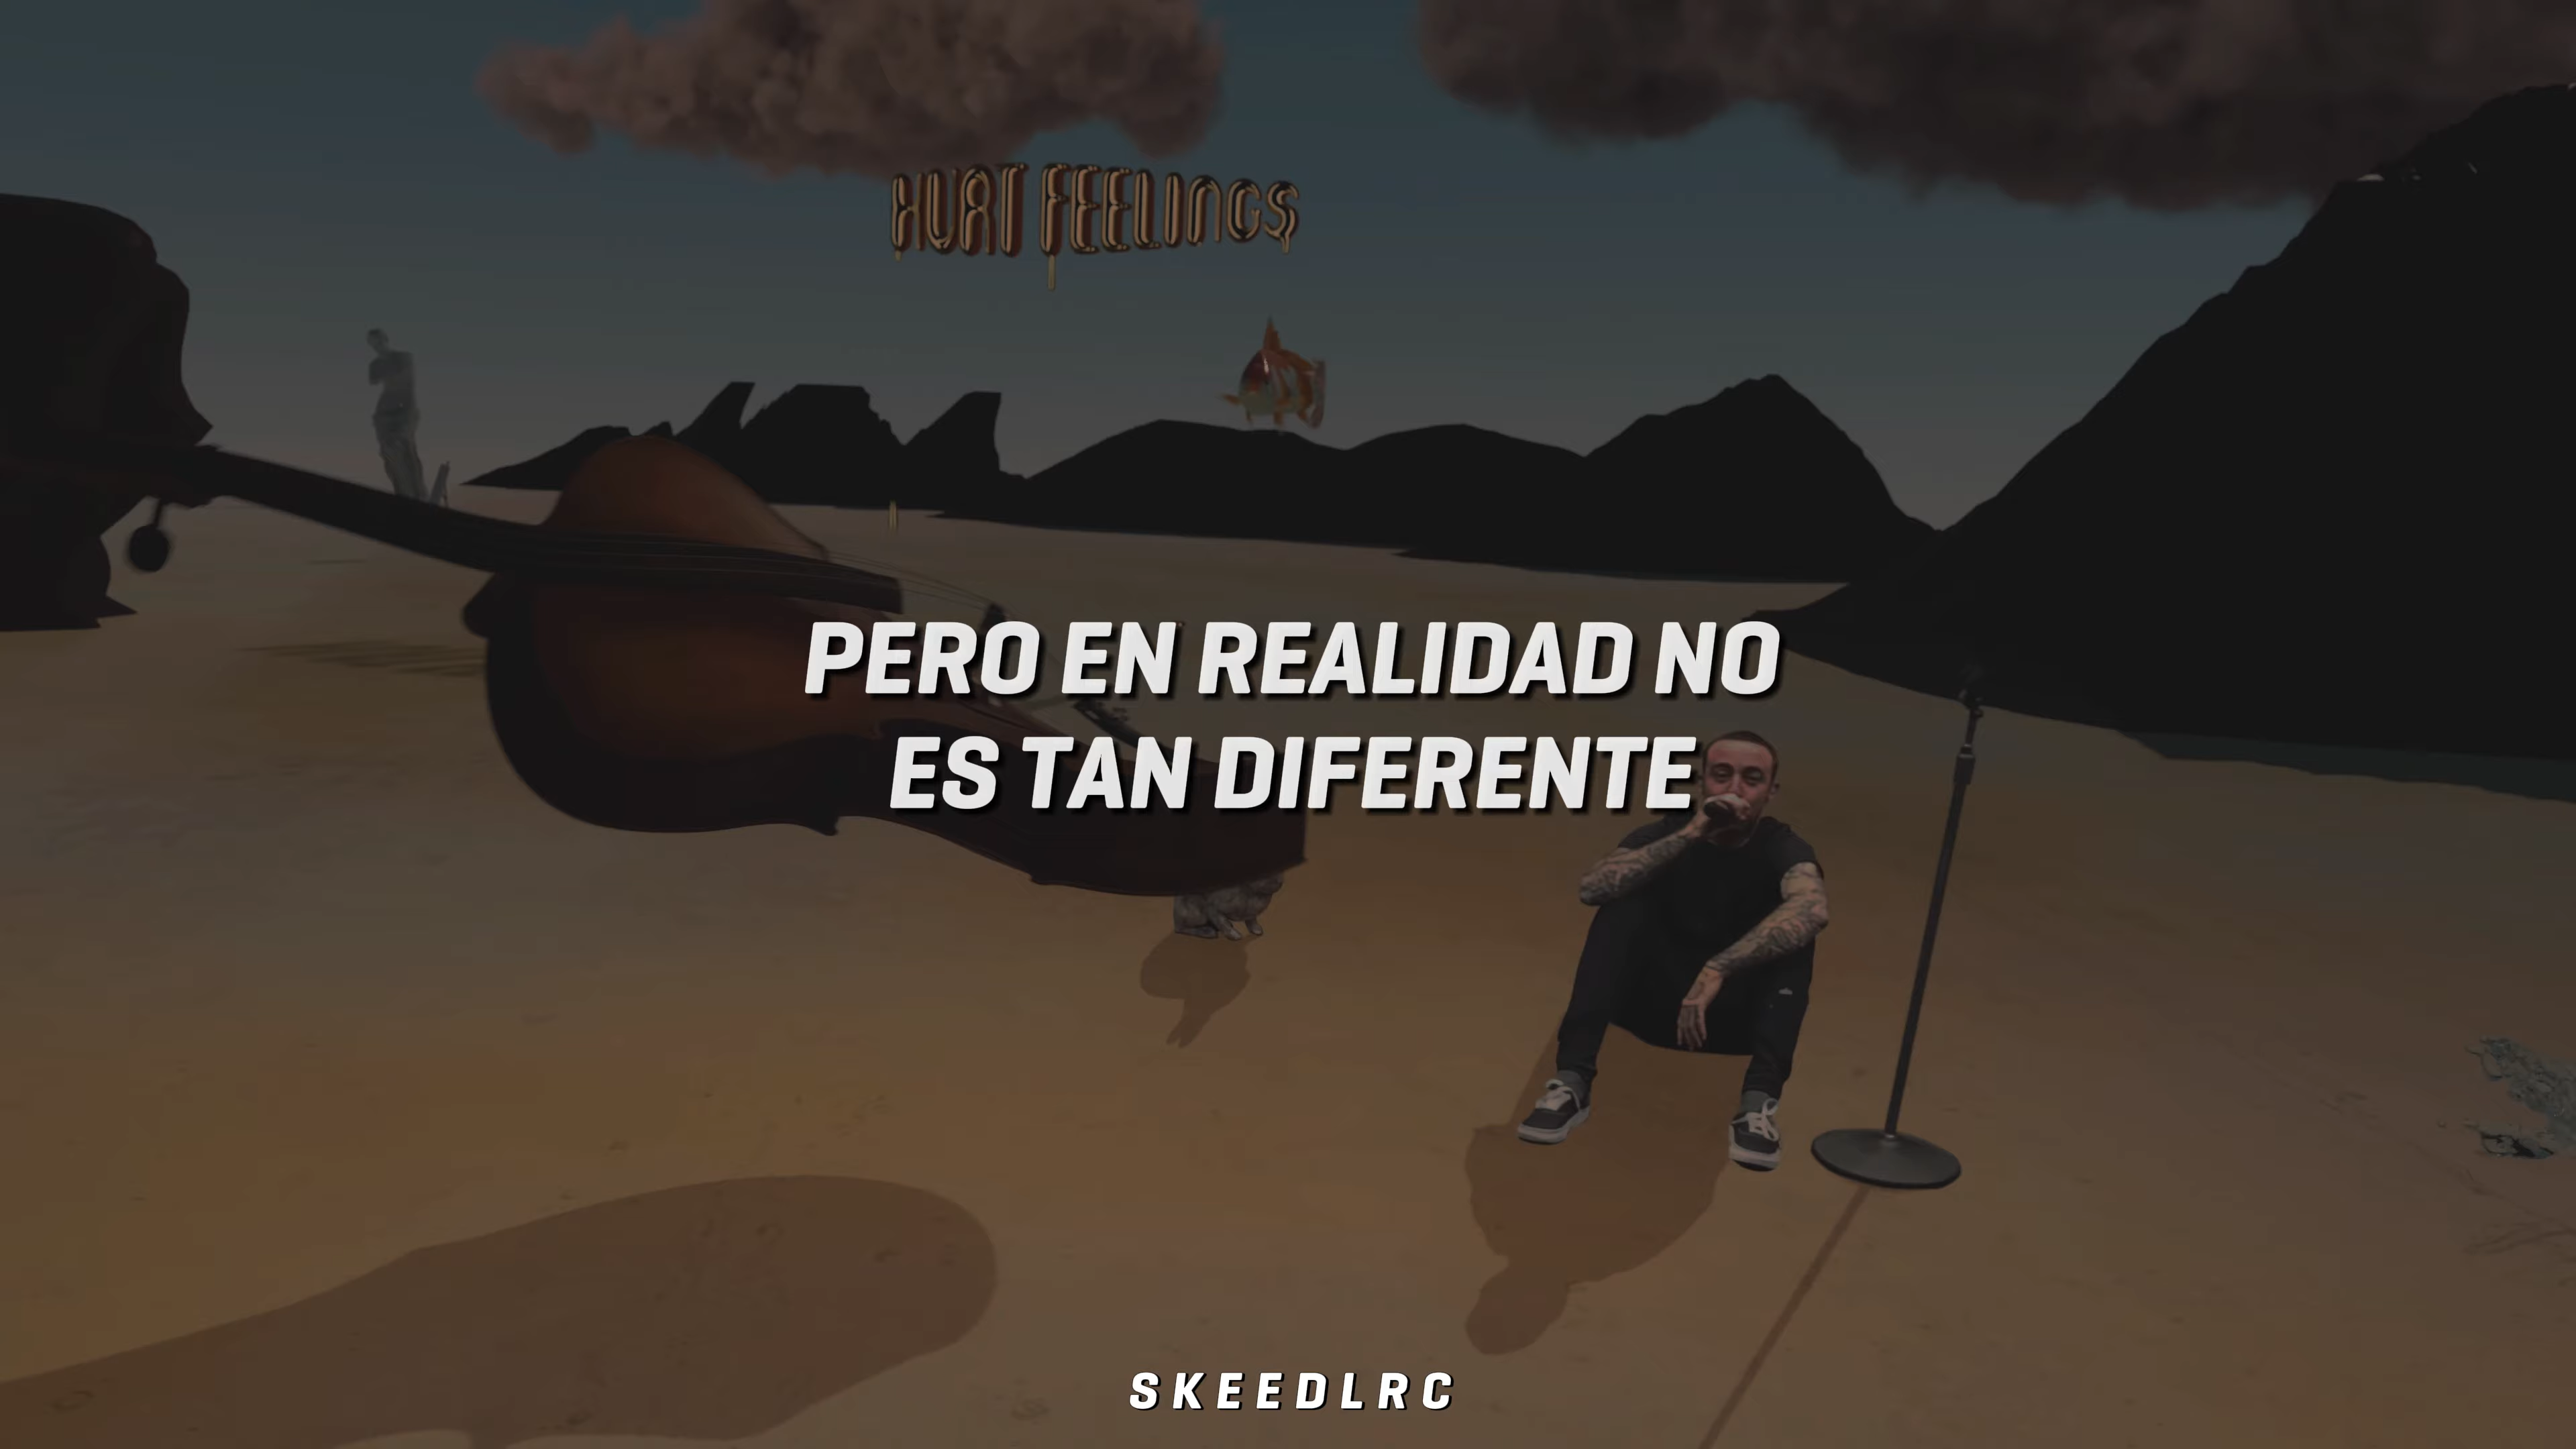 HURT FEELINGS
PERO EN REALIDAD NO
ES TAN DIFERENTE
SKEEDLRC